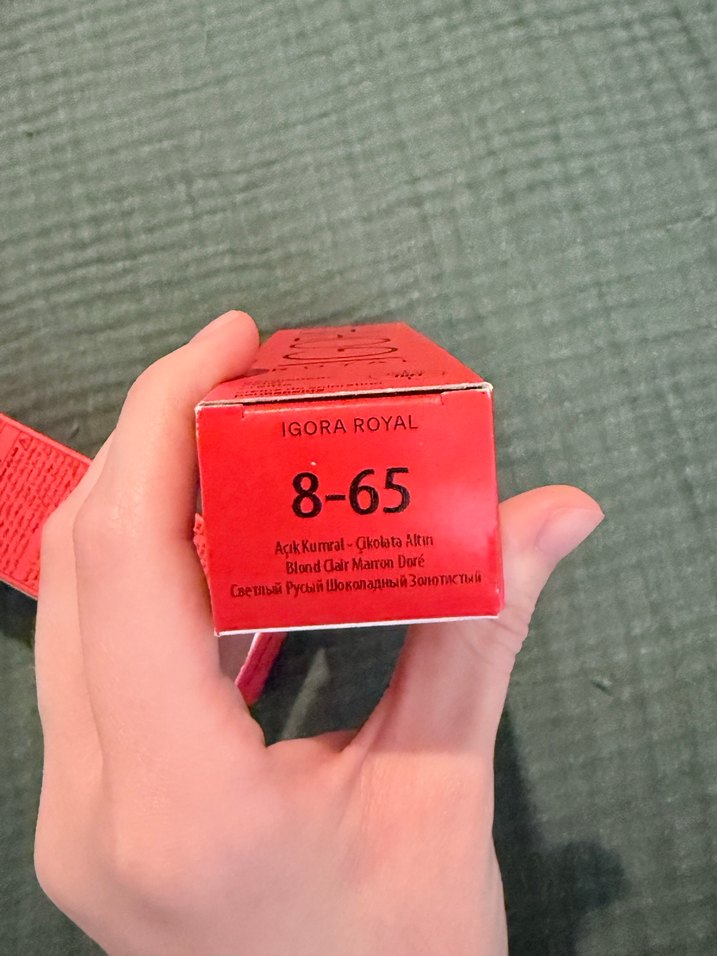 IGORA ROYAL
8-65
Açık Kumral - Çikolata Altın
Blond Clair Marron Doré
Светлый Русый Шоколадный Золотистый